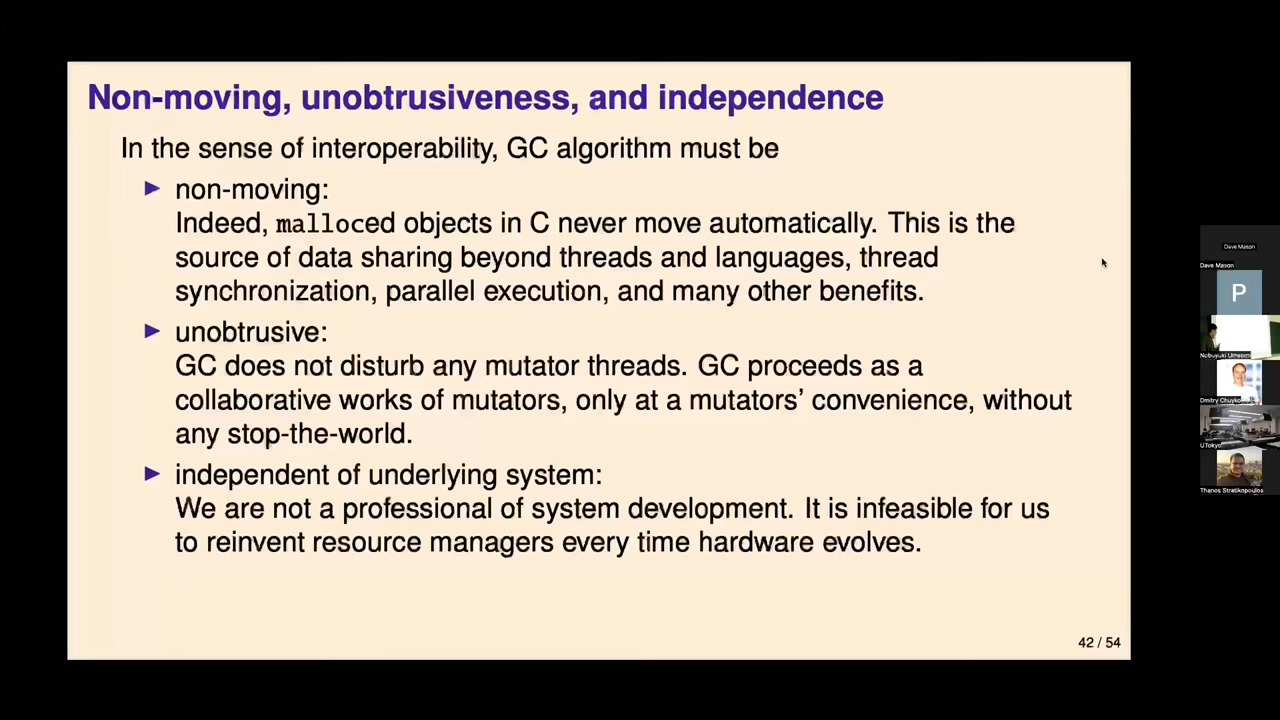 Non-moving, unobtrusiveness, and independence
In the sense of interoperability, GC algorithm must be
▶ non-moving:
Indeed, malloced objects in C never move automatically. This is the
source of data sharing beyond threads and languages, thread
synchronization, parallel execution, and many other benefits.
▶ unobtrusive:
GC does not disturb any mutator threads. GC proceeds as a
collaborative works of mutators, only at a mutators' convenience, without
any stop-the-world.
▶ independent of underlying system:
We are not a professional of system development. It is infeasible for us
to reinvent resource managers every time hardware evolves.
42 / 54
Dave Mason
Dave Mason
P
Dmitry
UTokyo
Thanos Stratikopoulos